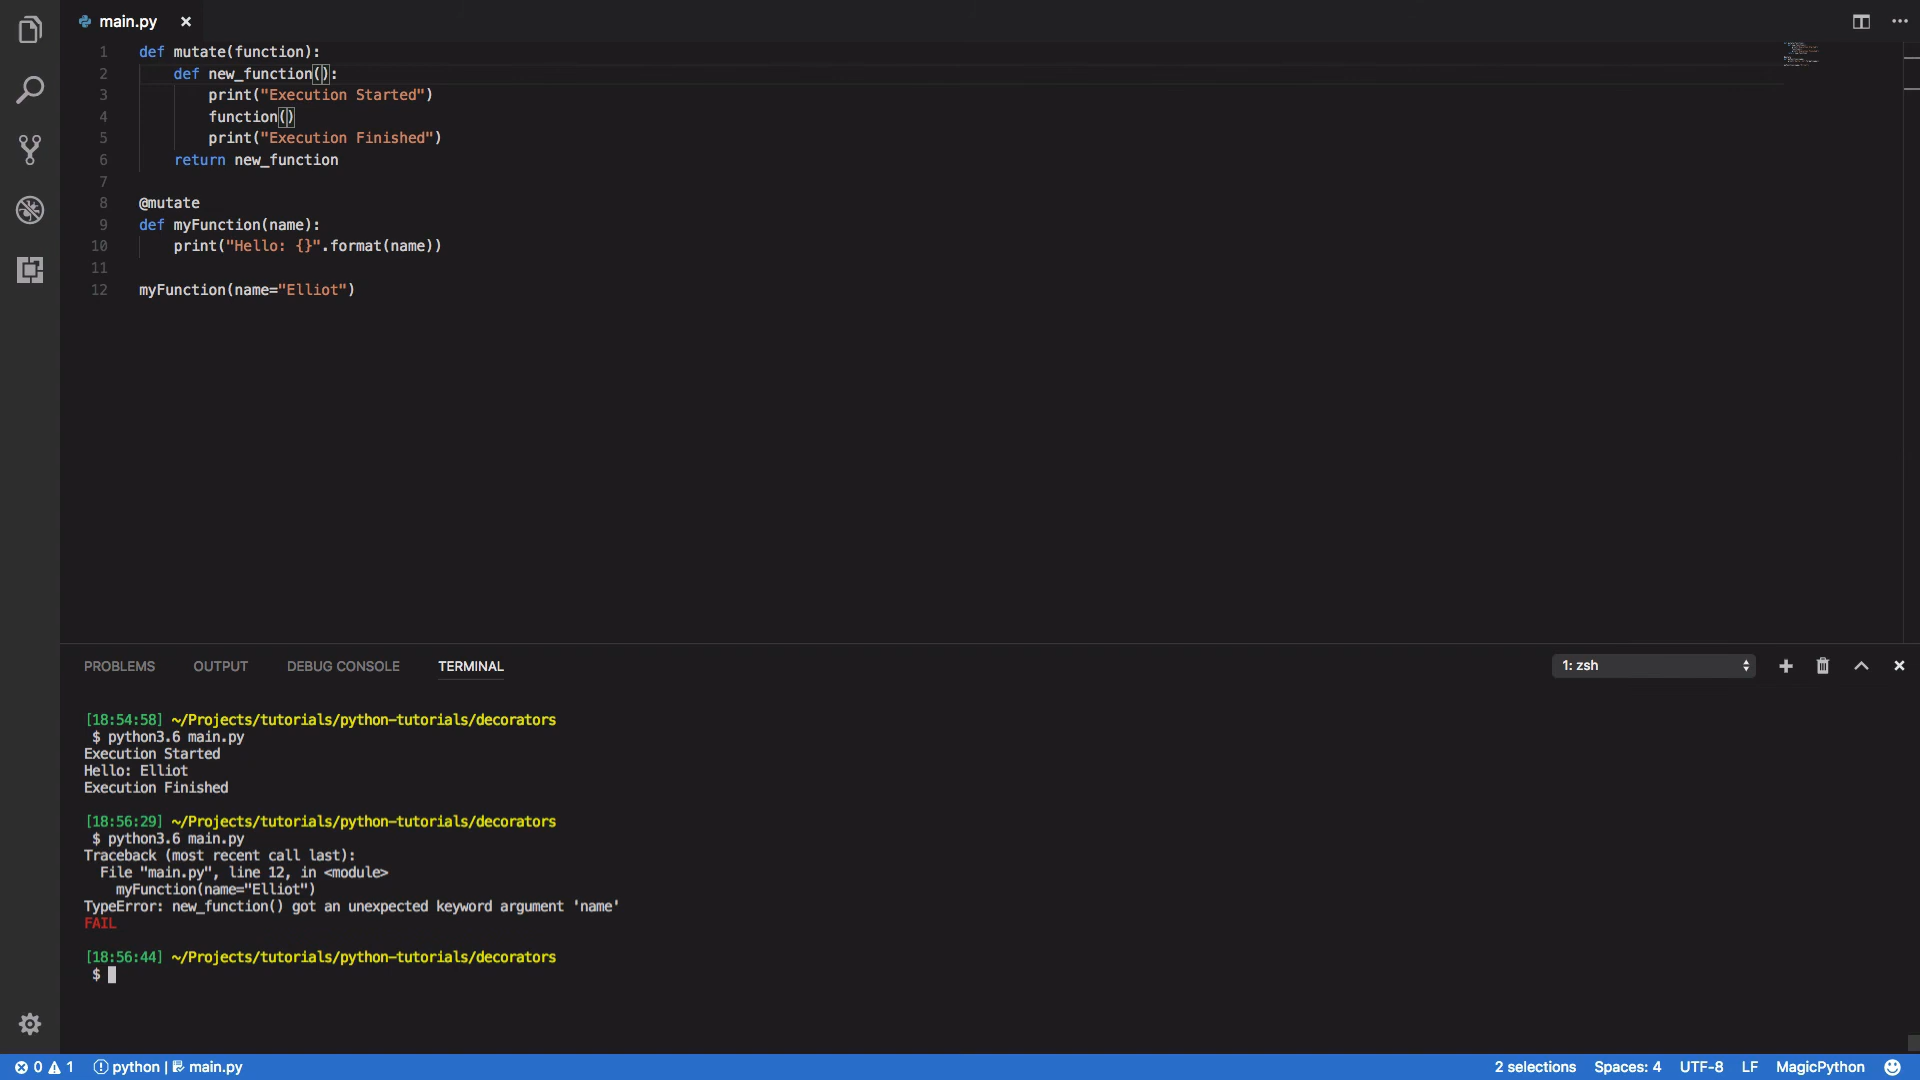 main.py
1 def mutate(function):
2     def new_function():
3         print("Execution Started")
4         function()
5         print("Execution Finished")
6     return new_function
7
8 @mutate
9 def myFunction(name):
10     print("Hello: {}".format(name))
11
12 myFunction(name="Elliot")
PROBLEMS OUTPUT DEBUG CONSOLE TERMINAL 1: zsh
[18:54:58] ~/Projects/tutorials/python-tutorials/decorators
$ python3.6 main.py
Execution Started
Hello: Elliot
Execution Finished
[18:56:29] ~/Projects/tutorials/python-tutorials/decorators
$ python3.6 main.py
Traceback (most recent call last):
  File "main.py", line 12, in <module>
    myFunction(name="Elliot")
TypeError: new_function() got an unexpected keyword argument 'name'
FAIL
[18:56:44] ~/Projects/tutorials/python-tutorials/decorators
$
0 1 python | main.py 2 selections Spaces: 4 UTF-8 LF MagicPython